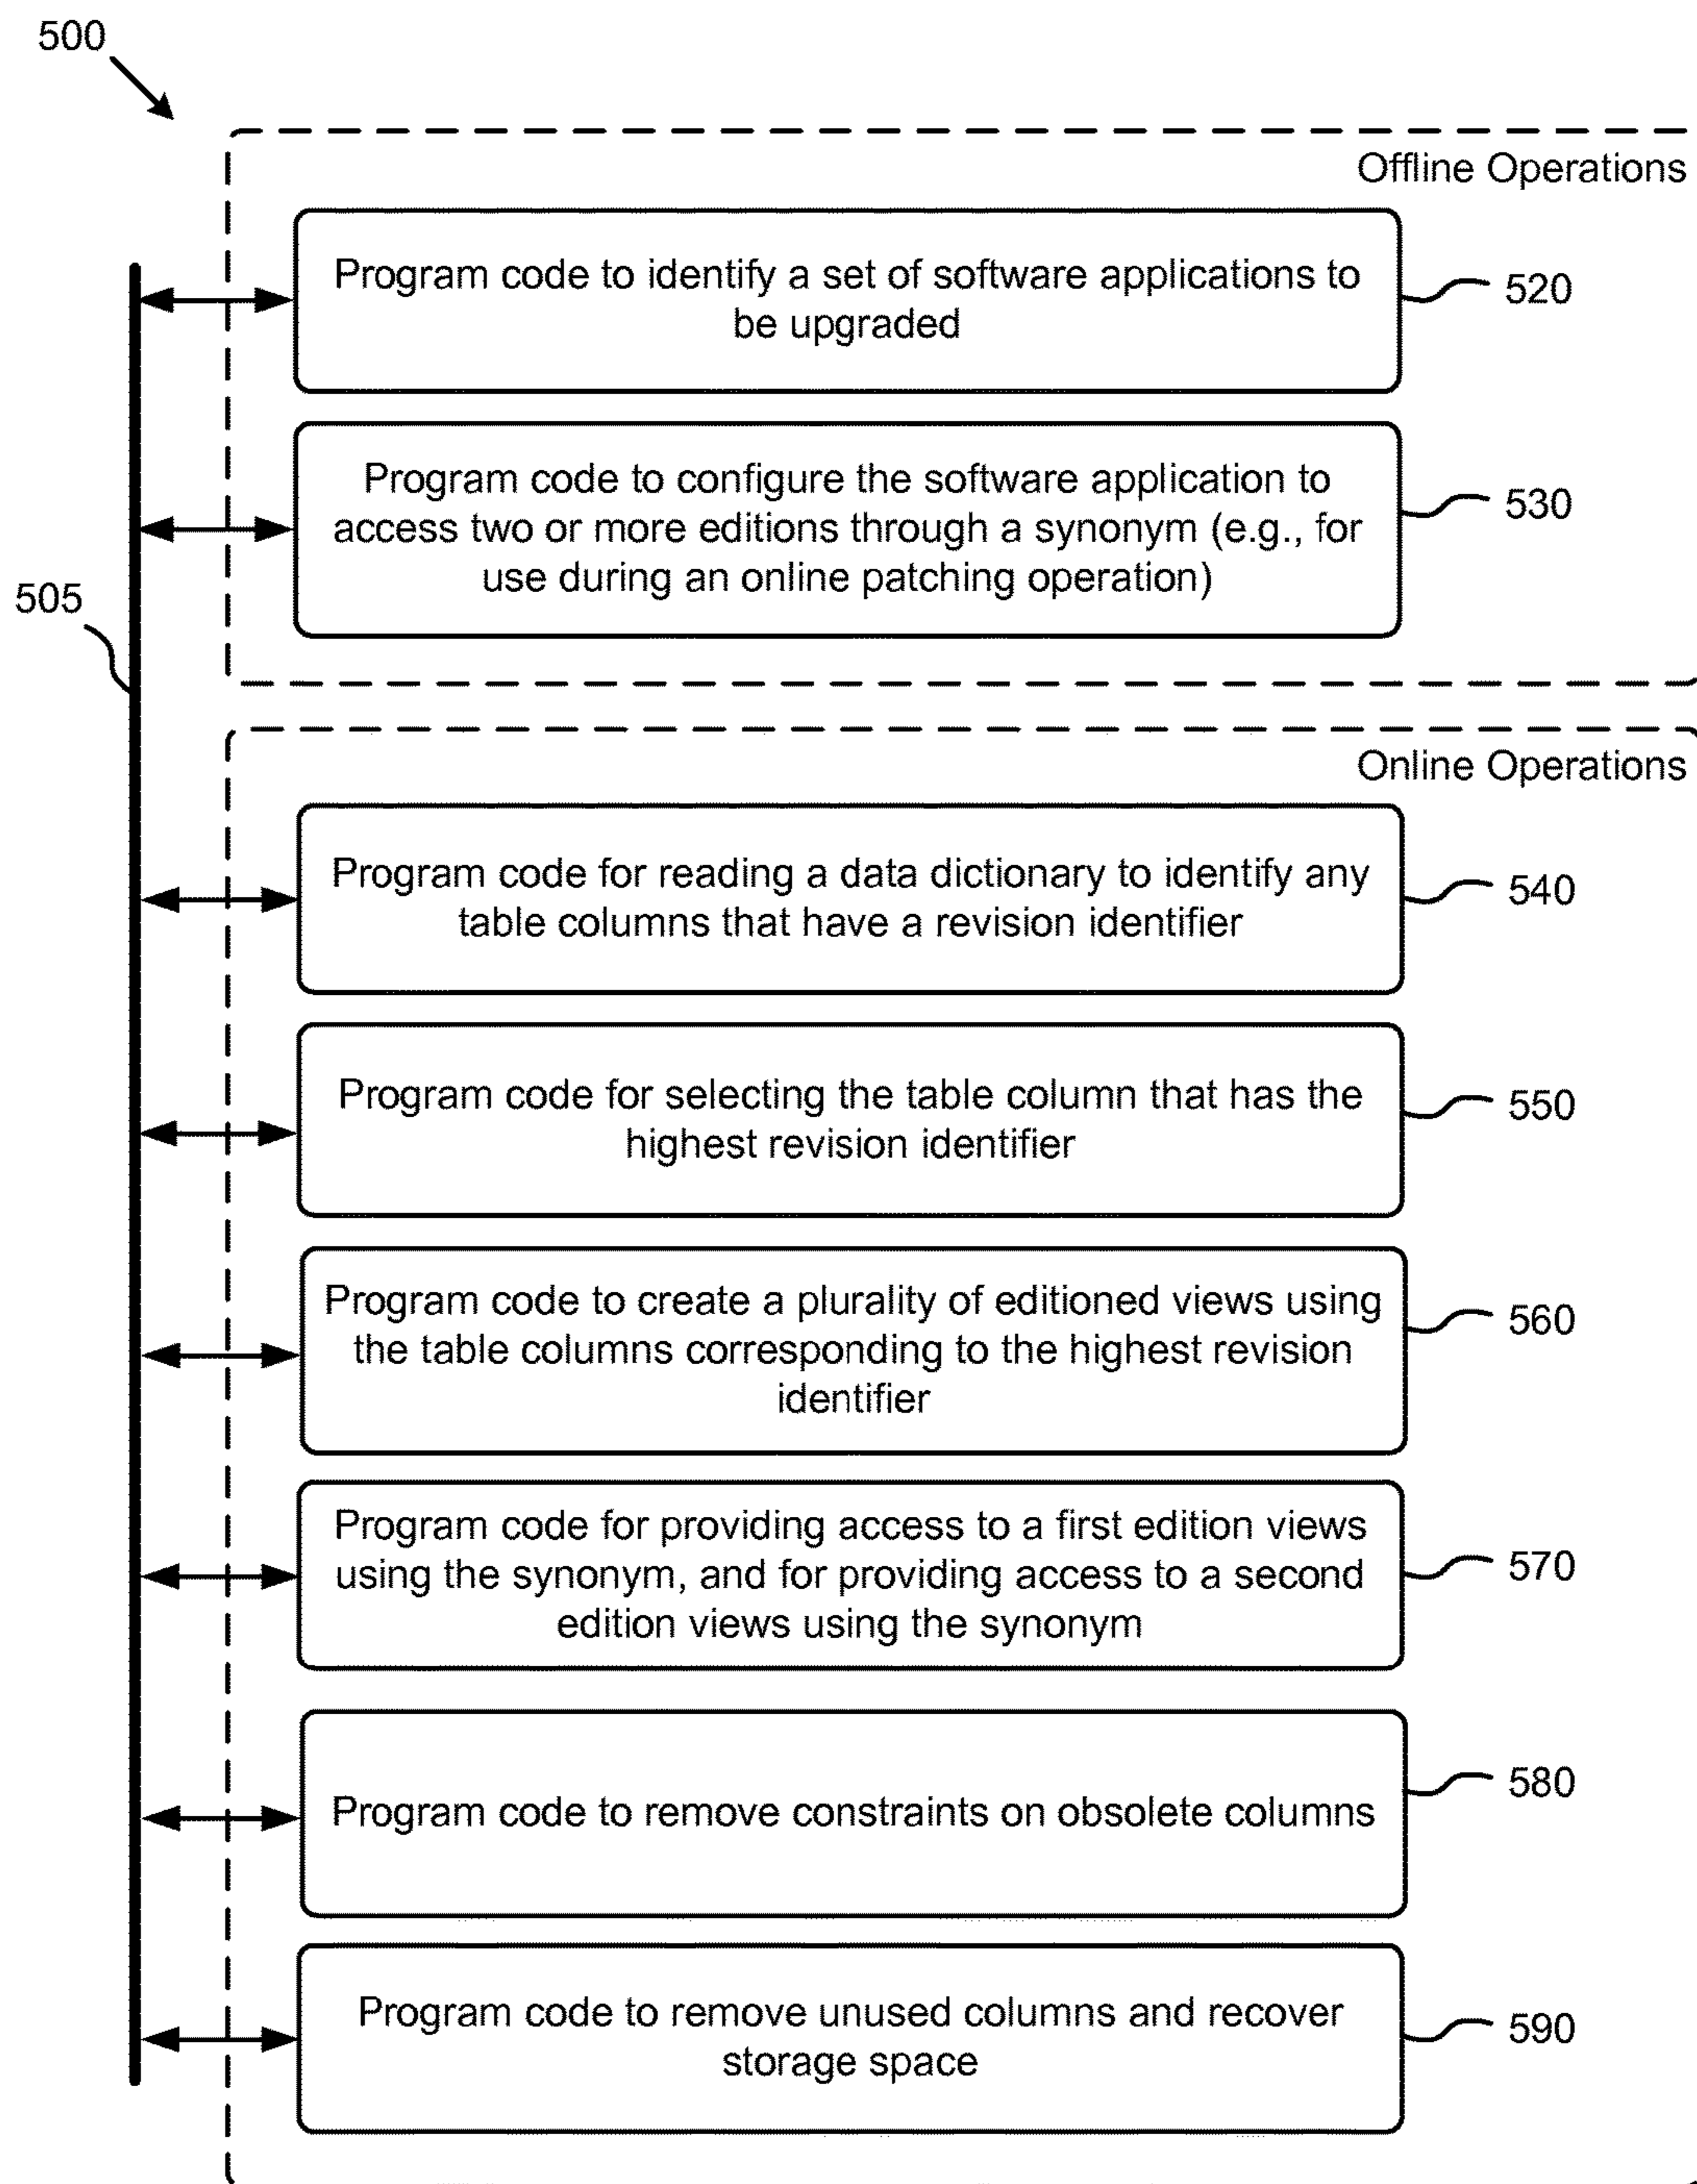 500
Offline Operations
Program code to identify a set of software applications to
be upgraded
520
Program code to configure the software application to
access two or more editions through a synonym (e.g., for
use during an online patching operation)
530
505
Online Operations
Program code for reading a data dictionary to identify any
table columns that have a revision identifier
540
Program code for selecting the table column that has the
highest revision identifier
550
Program code to create a plurality of editioned views using
the table columns corresponding to the highest revision
identifier
560
Program code for providing access to a first edition views
using the synonym, and for providing access to a second
edition views using the synonym
570
Program code to remove constraints on obsolete columns
580
Program code to remove unused columns and recover
storage space
590